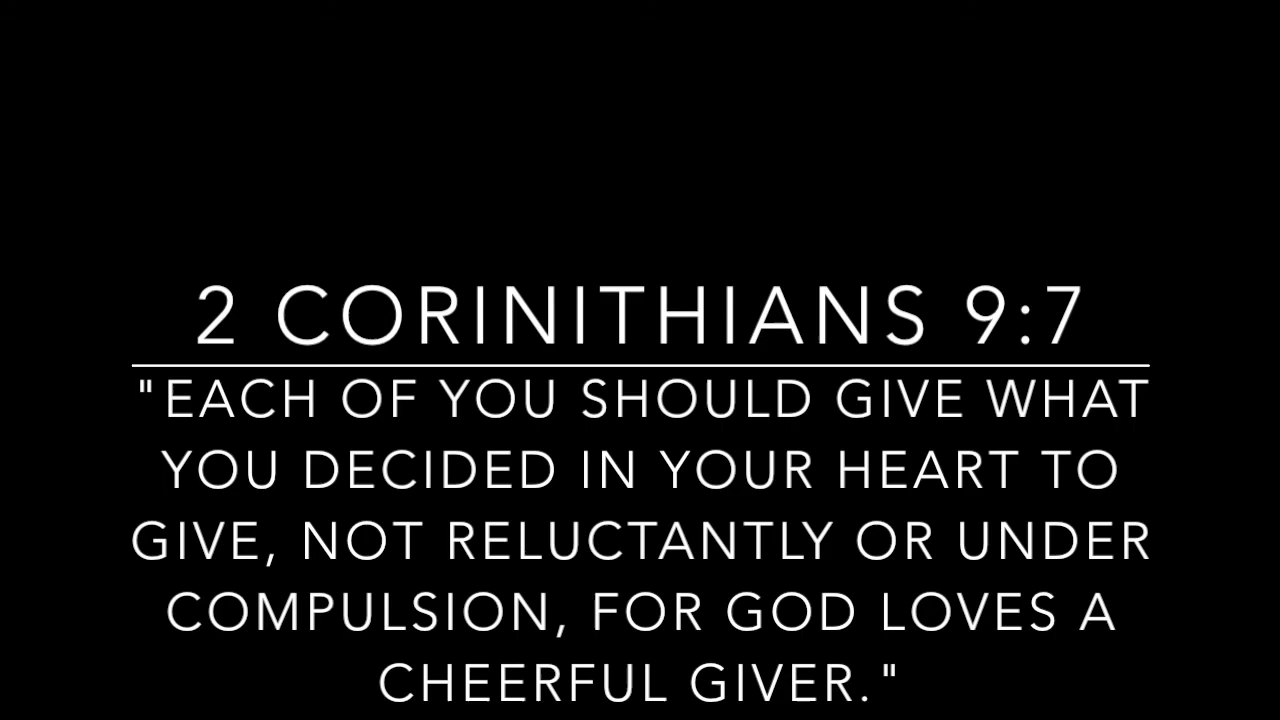 2 CORINITHIANS 9:7
"EACH OF YOU SHOULD GIVE WHAT
YOU DECIDED IN YOUR HEART TO
GIVE, NOT RELUCTANTLY OR UNDER
COMPULSION, FOR GOD LOVES A
CHEERFUL GIVER."